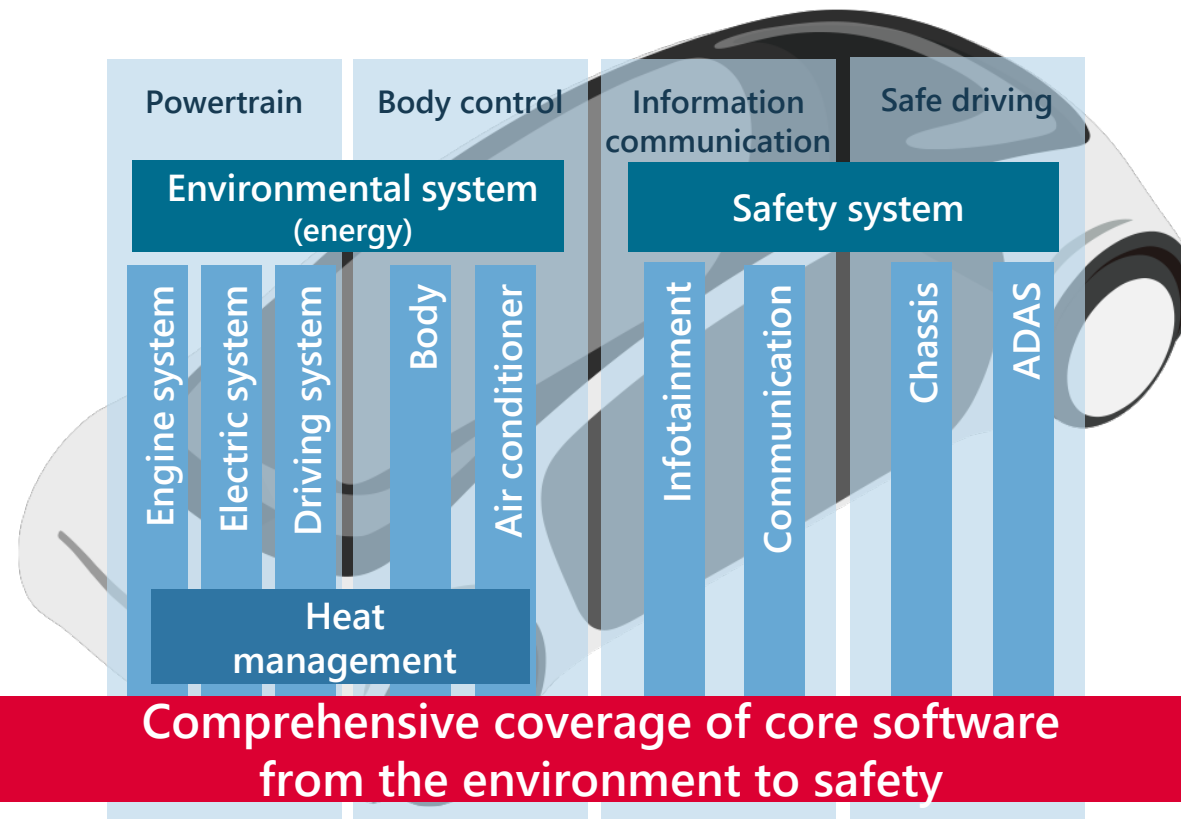 Powertrain
Body control
Information
communication
Safe driving
Environmental system
(energy)
Safety system
Engine system
Electric system
Driving system
Body
Air conditioner
Infotainment
Communication
Chassis
ADAS
Heat
management
Comprehensive coverage of core software
from the environment to safety